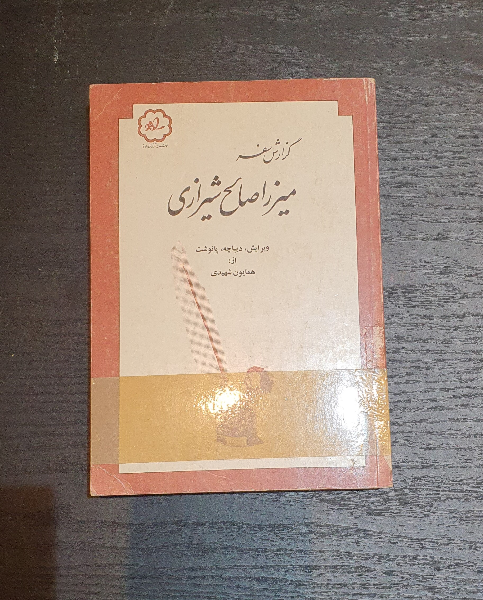 گزارش سفر
میرزا صالح شیرازی
ویرایش، دیباچه، پانوشت
از:
همایون شهیدی